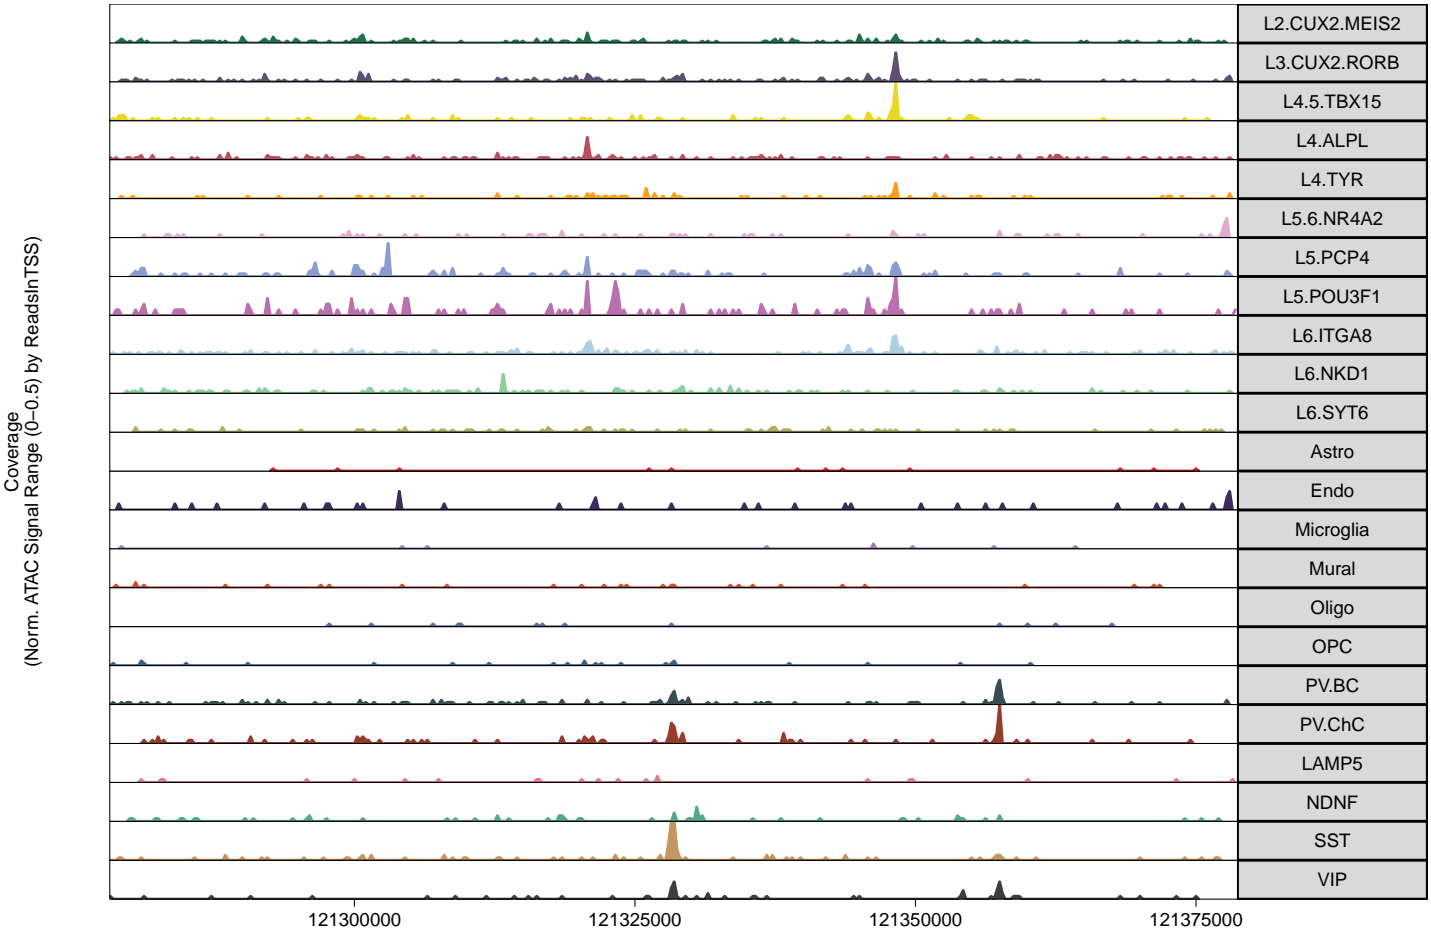 Coverage
(Norm. ATAC Signal Range (0–0.5) by ReadsInTSS)
L2.CUX2.MEIS2
L3.CUX2.RORB
L4.5.TBX15
L4.ALPL
L4.TYR
L5.6.NR4A2
L5.PCP4
L5.POU3F1
L6.ITGA8
L6.NKD1
L6.SYT6
Astro
Endo
Microglia
Mural
Oligo
OPC
PV.BC
PV.ChC
LAMP5
NDNF
SST
VIP
121300000 121325000 121350000 121375000